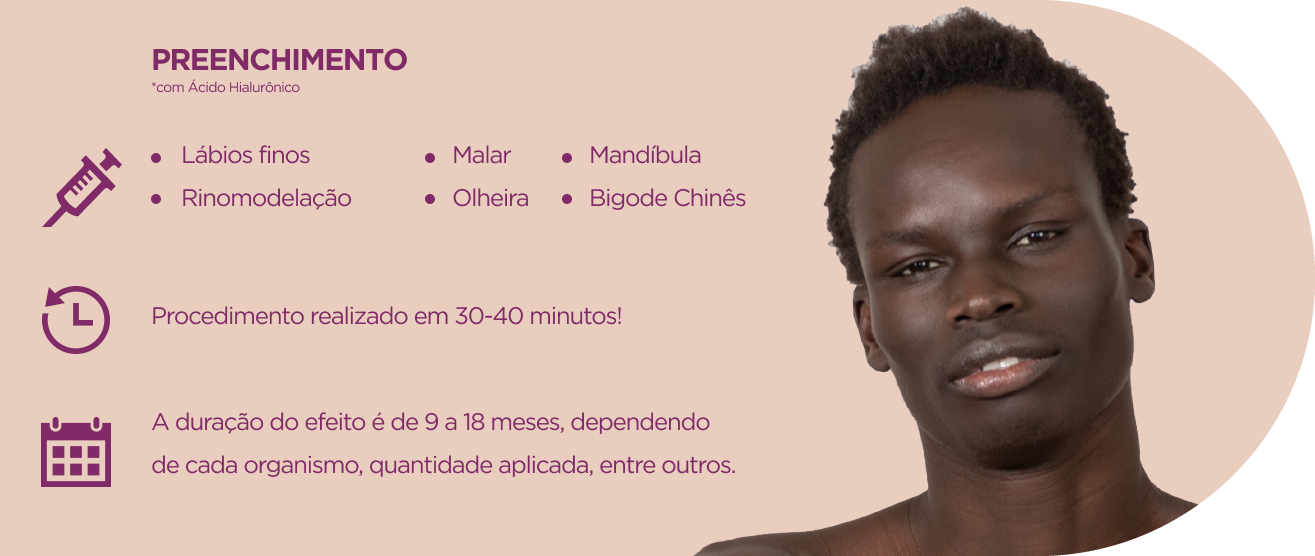 PREENCHIMENTO
*com Ácido Hialurônico
Lábios finos
Rinomodelação
Malar
Olheira
Mandíbula
Bigode Chinês
Procedimento realizado em 30-40 minutos!
A duração do efeito é de 9 a 18 meses, dependendo
de cada organismo, quantidade aplicada, entre outros.